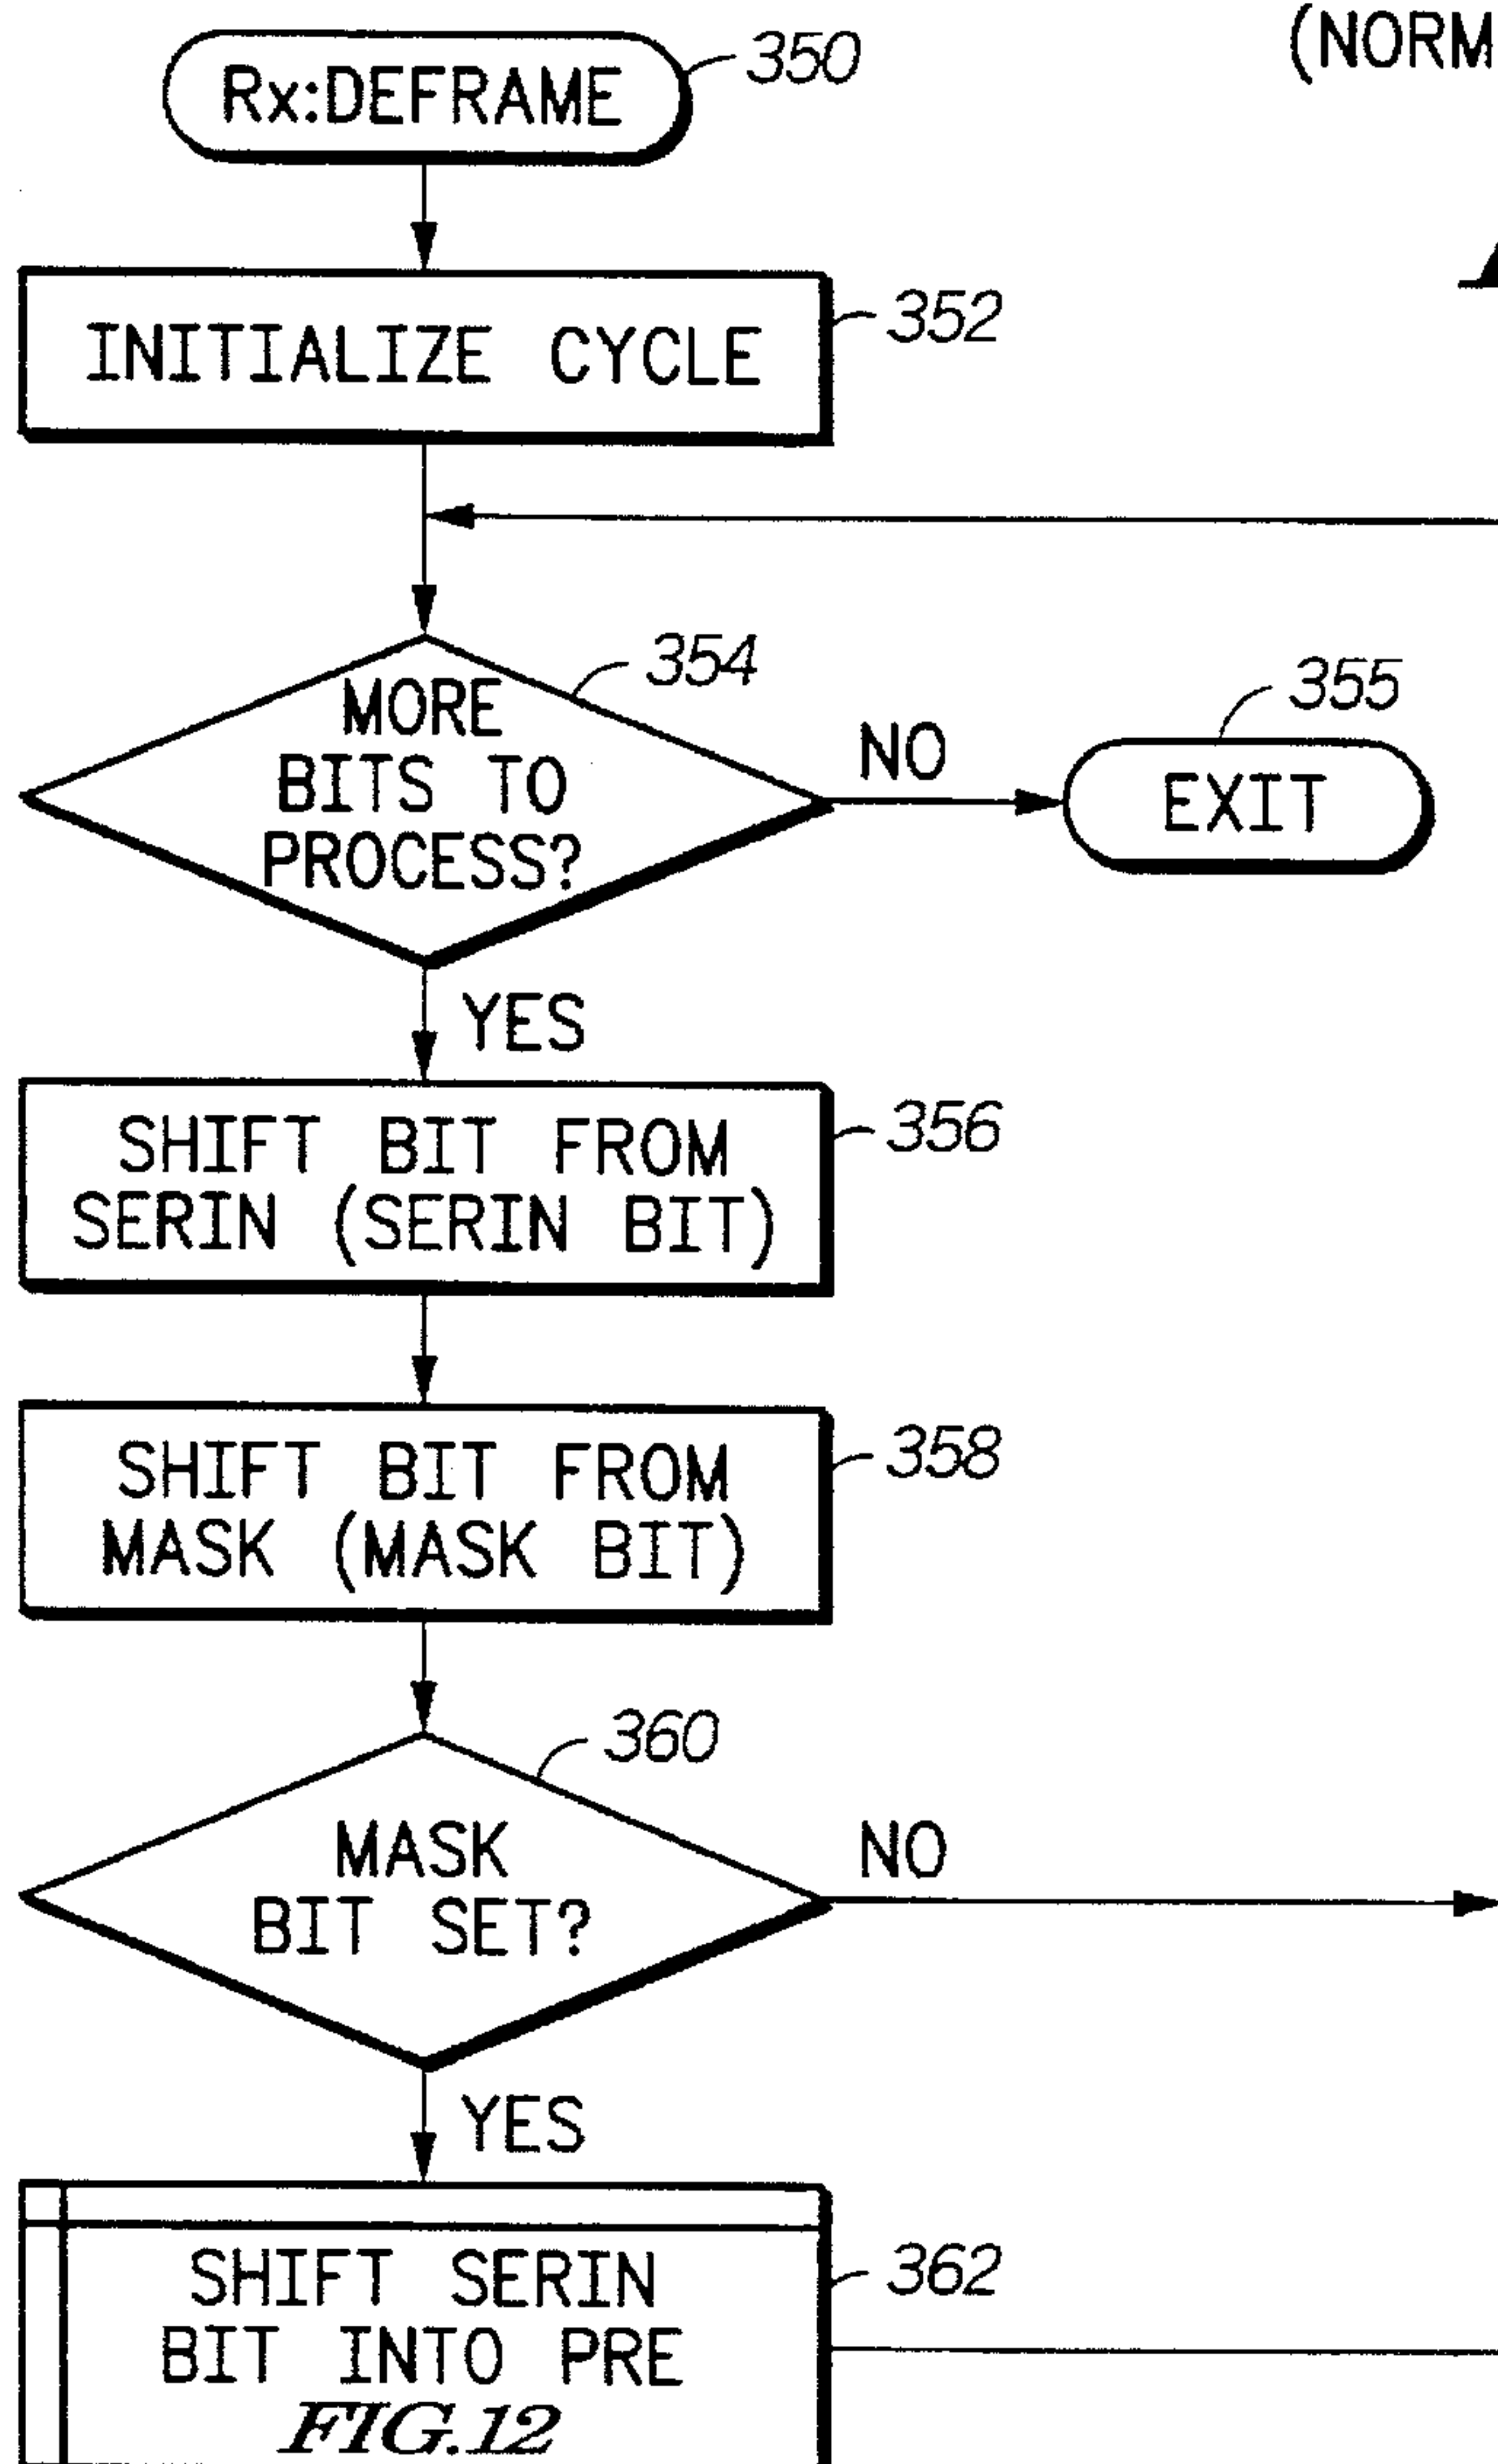 Rx:DEFRAME
350
(NORM
INITIALIZE CYCLE
352
MORE
BITS TO
PROCESS?
354
NO
355
EXIT
YES
SHIFT BIT FROM
SERIN (SERIN BIT)
356
SHIFT BIT FROM
MASK (MASK BIT)
358
360
MASK
BIT SET?
NO
YES
SHIFT SERIN
BIT INTO PRE
FIG.12
362